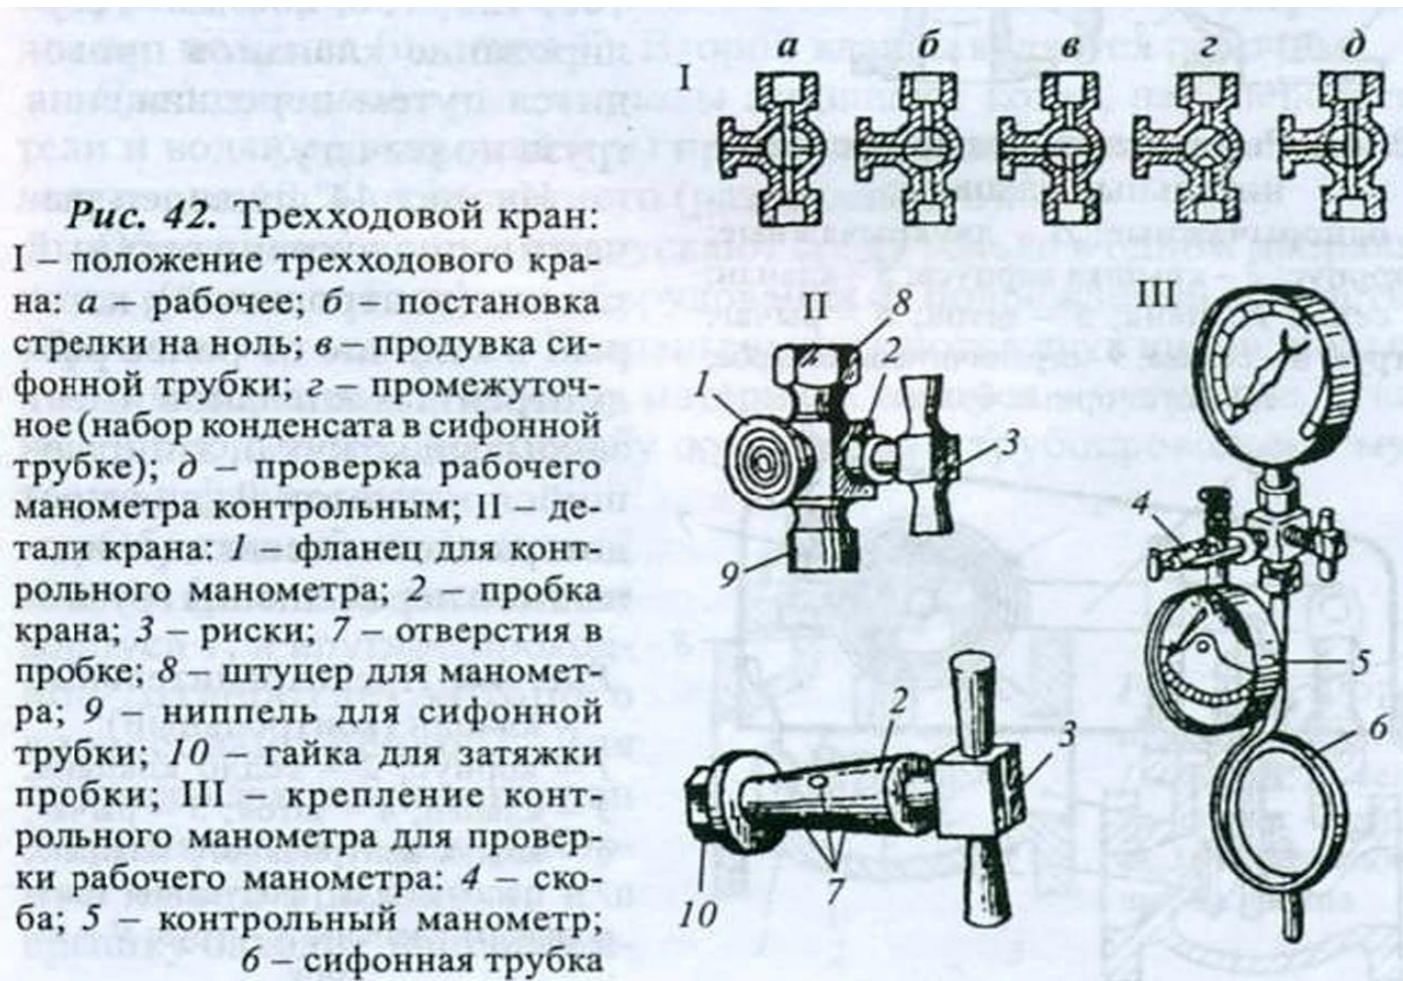 Рис. 42. Трехходовой кран:
I – положение трехходового кра-
на: а – рабочее; б – постановка
стрелки на ноль; в – продувка си-
фонной трубки; г – промежуточ-
ное (набор конденсата в сифонной
трубке); д – проверка рабочего
манометра контрольным; II – де-
тали крана: 1 – фланец для конт-
рольного манометра; 2 – пробка
крана; 3 – риски; 7 – отверстия в
пробке; 8 – штуцер для маномет-
ра; 9 – ниппель для сифонной
трубки; 10 – гайка для затяжки
пробки; III – крепление конт-
рольного манометра для провер-
ки рабочего манометра: 4 – ско-
ба; 5 – контрольный манометр;
6 – сифонная трубка
а б в г д
I
II
8
2
1
3
9
III
4
5
6
2
3
7
10